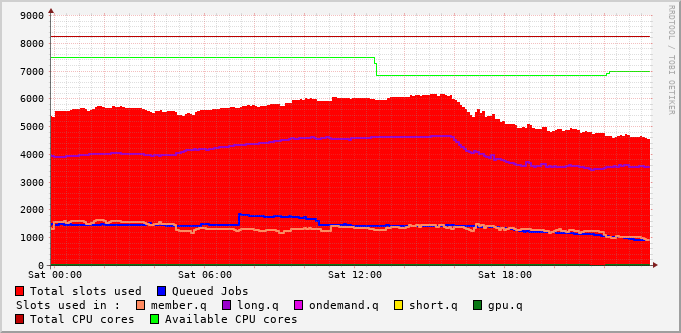 9000
8000
7000
6000
5000
4000
3000
2000
1000
0
Sat 00:00 Sat 06:00 Sat 12:00 Sat 18:00
Total slots used Queued Jobs
Slots used in : member.q long.q ondemand.q short.q gpu.q
Total CPU cores Available CPU cores
RRDTOOL / TOBI OETIKER